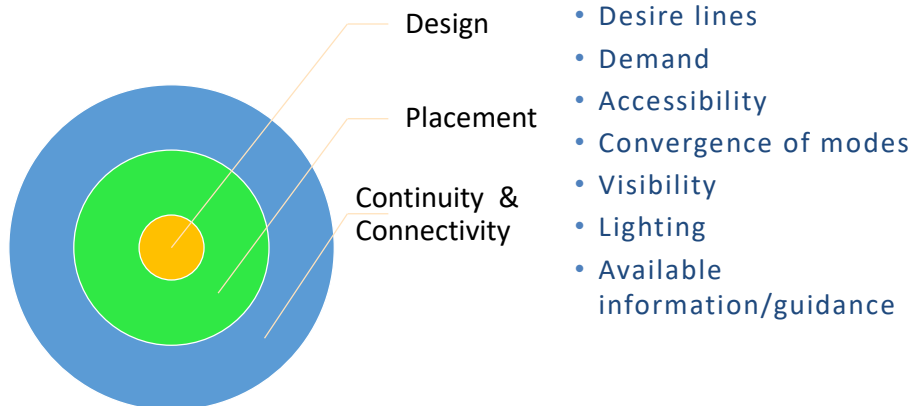 Design
Placement
Continuity &
Connectivity
• Desire lines
• Demand
• Accessibility
• Convergence of modes
• Visibility
• Lighting
• Available
information/guidance